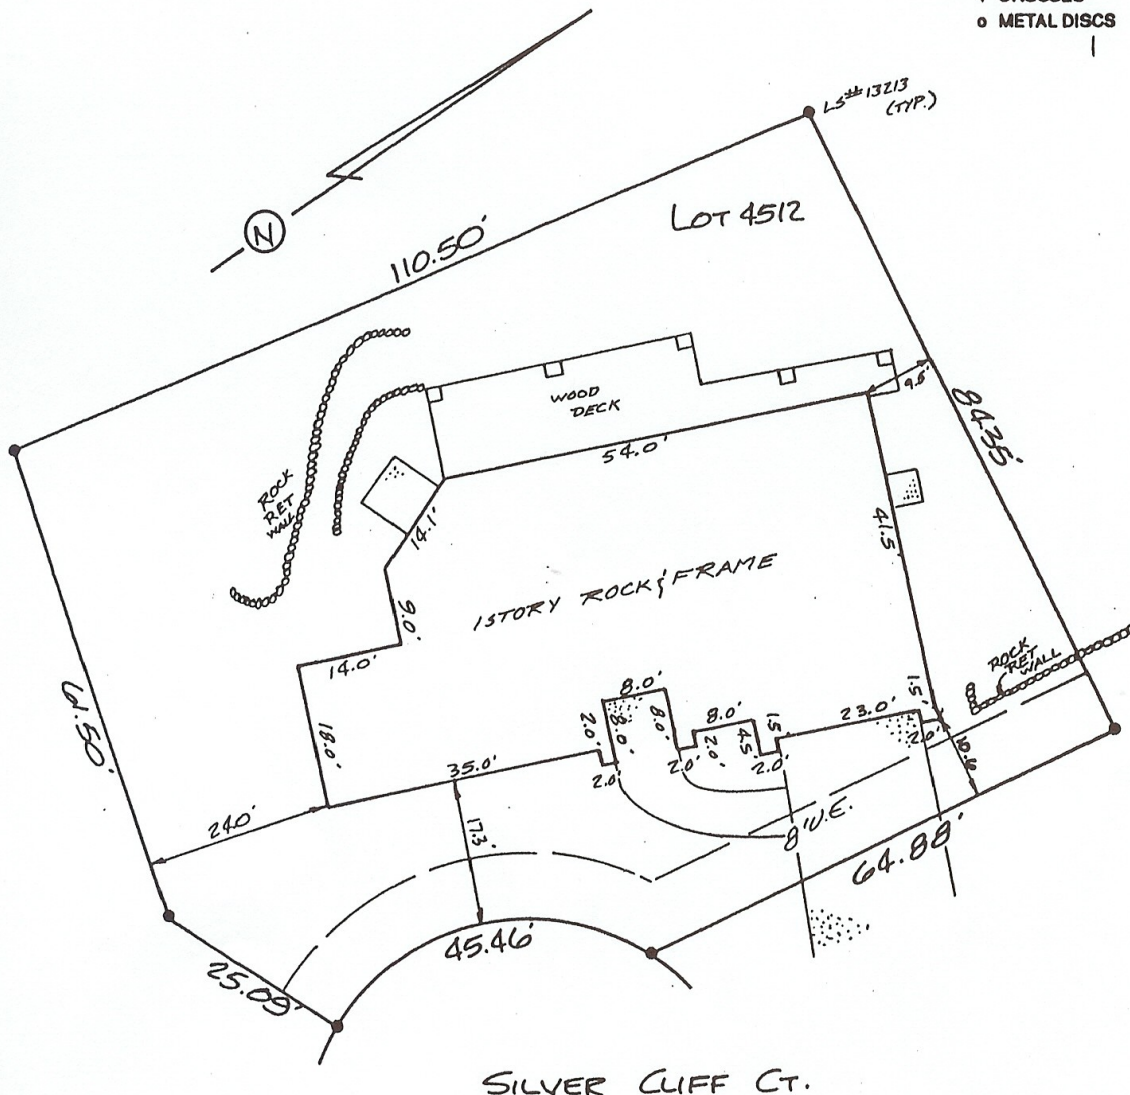 o METAL DISCS
LS# 13213
(TYP.)
N
LOT 4512
110.50'
WOOD
DECK
9.5'
84.35'
54.0'
ROCK
RET
WALL
14.1'
41.5'
1 STORY ROCK & FRAME
9.0'
14.0'
ROCK
RET
WALL
8.0'
1.5'
61.50'
18.0'
2.0'
8.0'
8.0'
8.0'
2.0'
4.5'
1.5'
23.0'
2.0'
35.0'
2.0'
2.0'
2.0'
10.6
24.0'
17.3'
8' U.E.
64.88'
45.46'
25.09'
SILVER CLIFF CT.